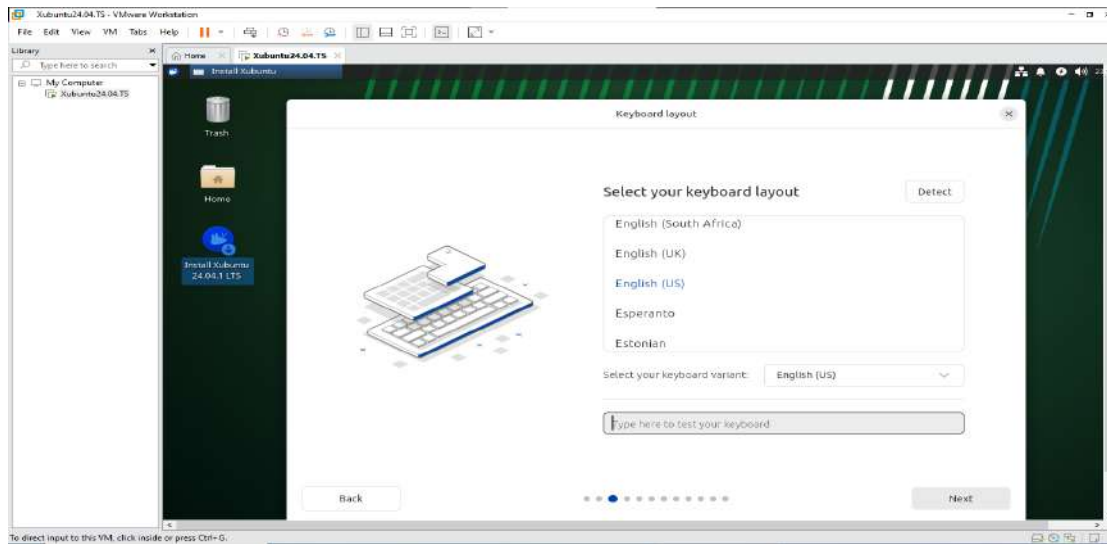 Xubuntu24.04.TS - VMware Workstation
File Edit View VM Tabs Help
Library
Type here to search
My Computer
Xubuntu24.04.TS
Home
Xubuntu24.04.TS
Install Xubuntu
Trash
Home
Install Xubuntu
24.04.1 LTS
Keyboard layout
Select your keyboard layout
Detect
English (South Africa)
English (UK)
English (US)
Esperanto
Estonian
Select your keyboard variant:
English (US)
Type here to test your keyboard
Back
Next
To direct input to this VM, click inside or press Ctrl+G.